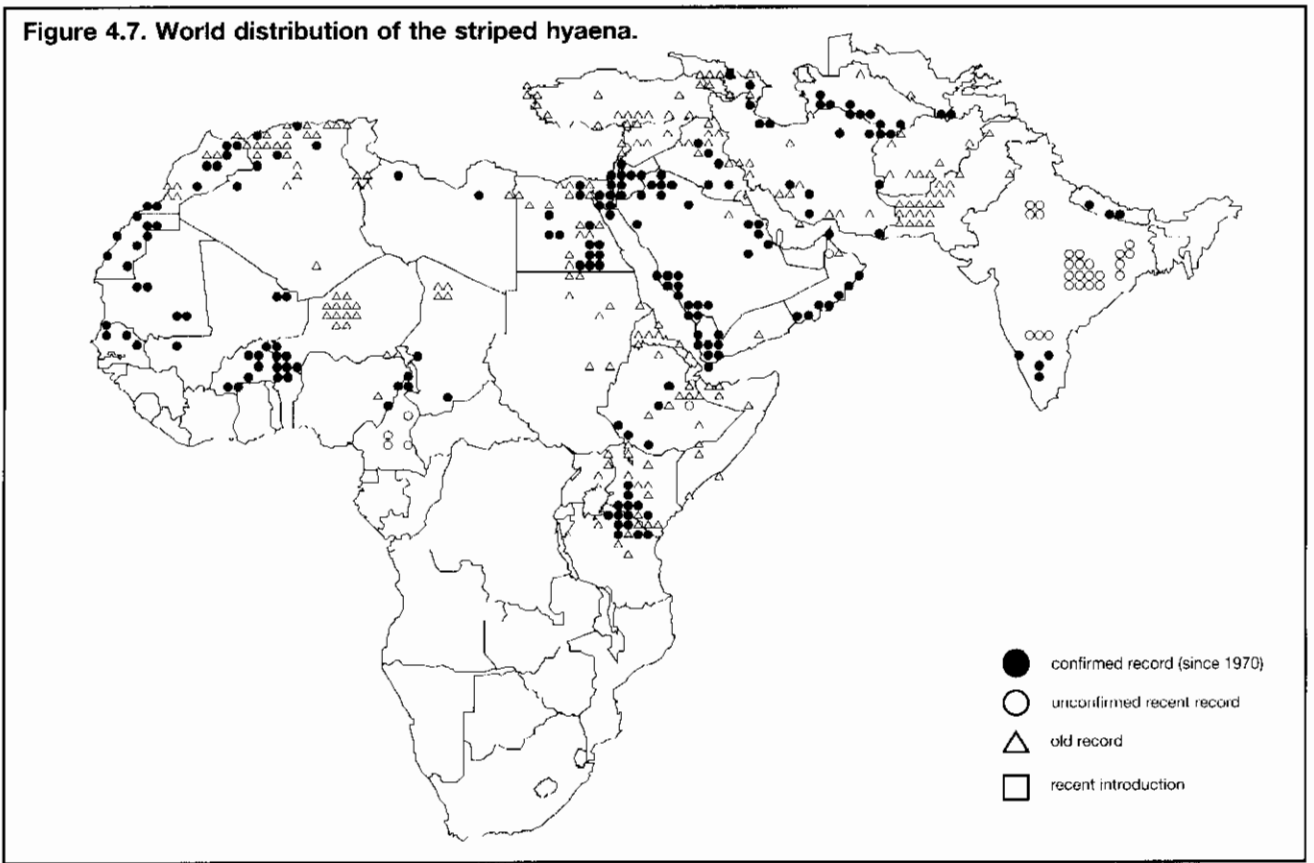 Figure 4.7. World distribution of the striped hyaena.
confirmed record (since 1970)
unconfirmed recent record
old record
recent introduction